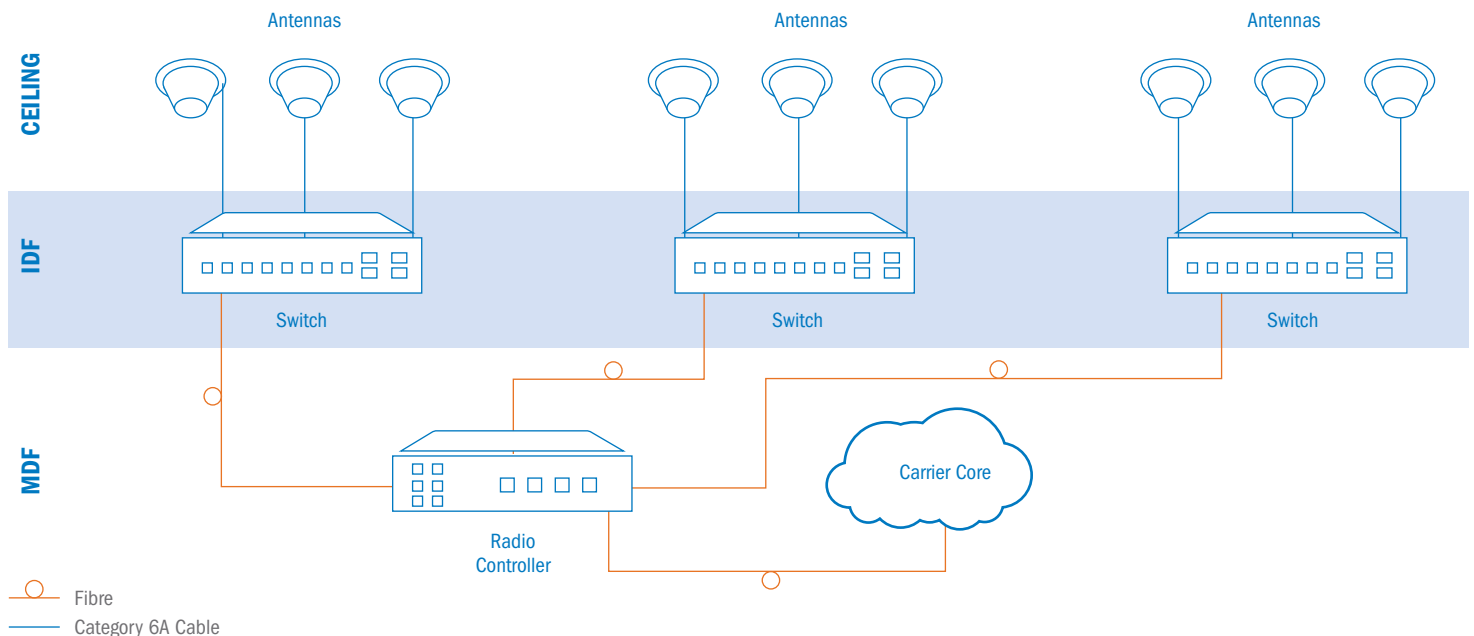 Antennas
Antennas
Antennas
CEILING
IDF
Switch
Switch
Switch
MDF
Carrier Core
Radio
Controller
Fibre
Category 6A Cable